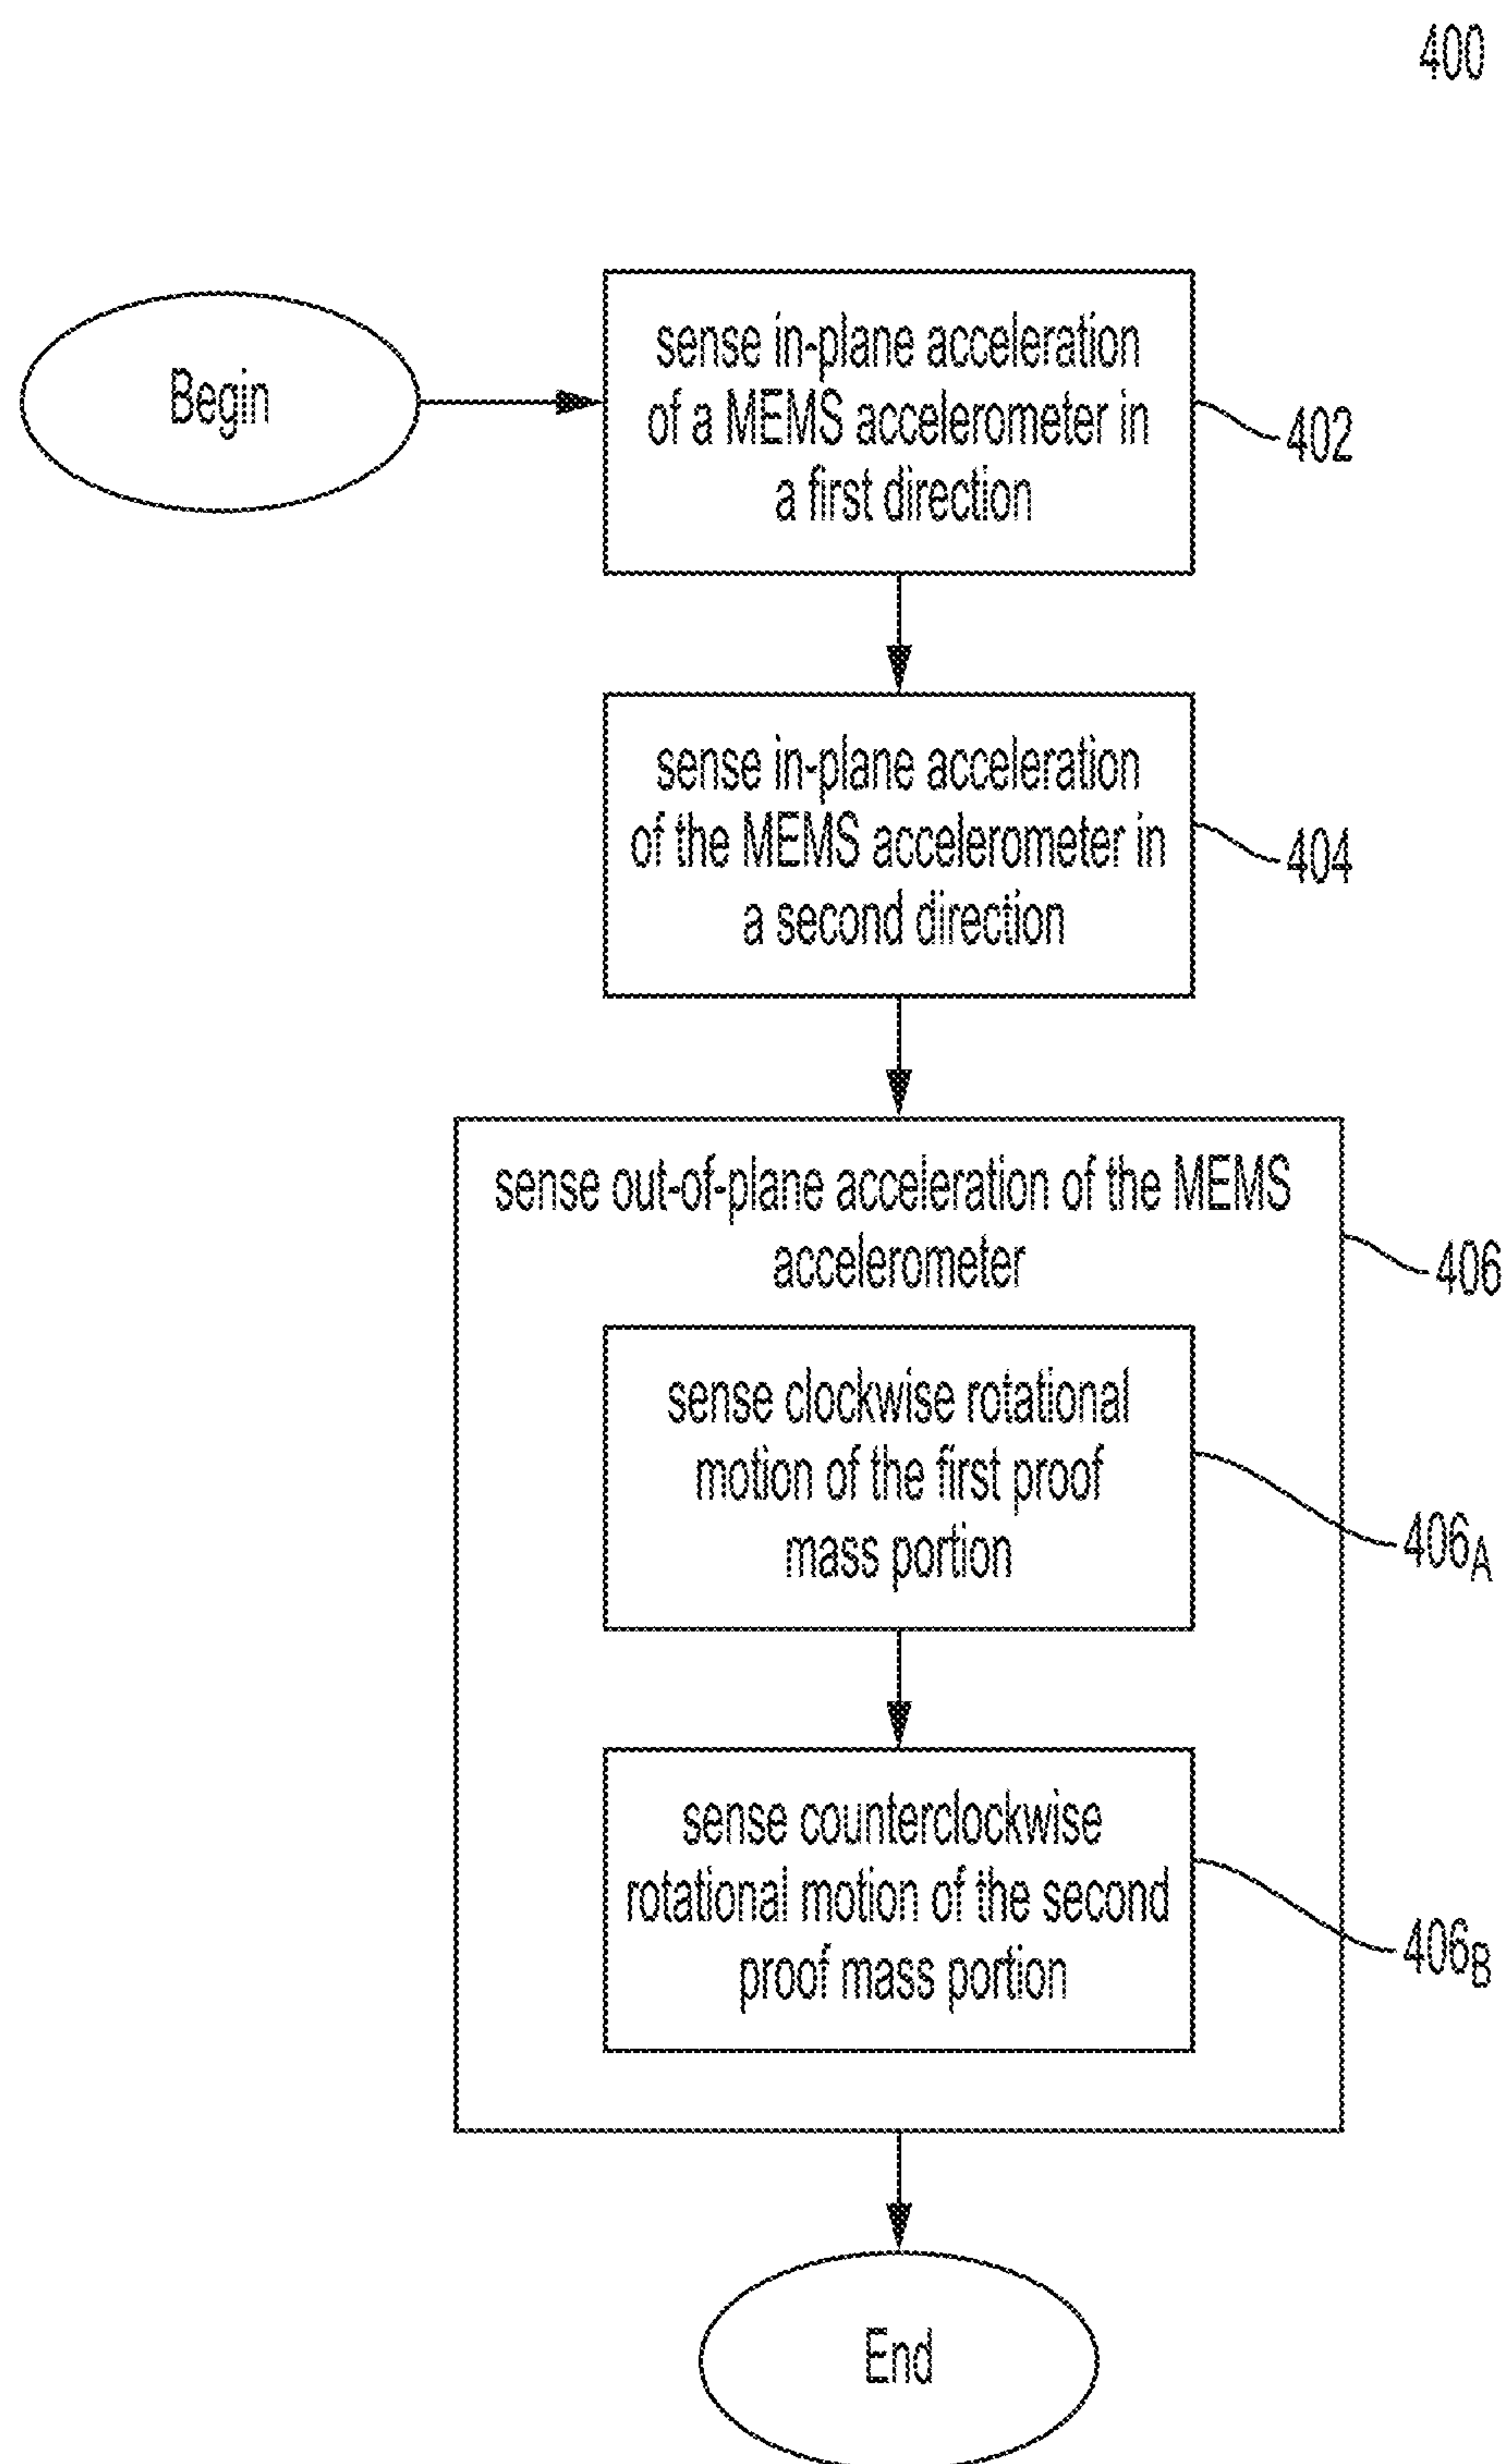 400
Begin
sense in-plane acceleration
of a MEMS accelerometer in
a first direction
402
sense in-plane acceleration
of the MEMS accelerometer in
a second direction
404
sense out-of-plane acceleration of the MEMS
accelerometer
406
sense clockwise rotational
motion of the first proof
mass portion
406A
sense counterclockwise
rotational motion of the second
proof mass portion
406B
End